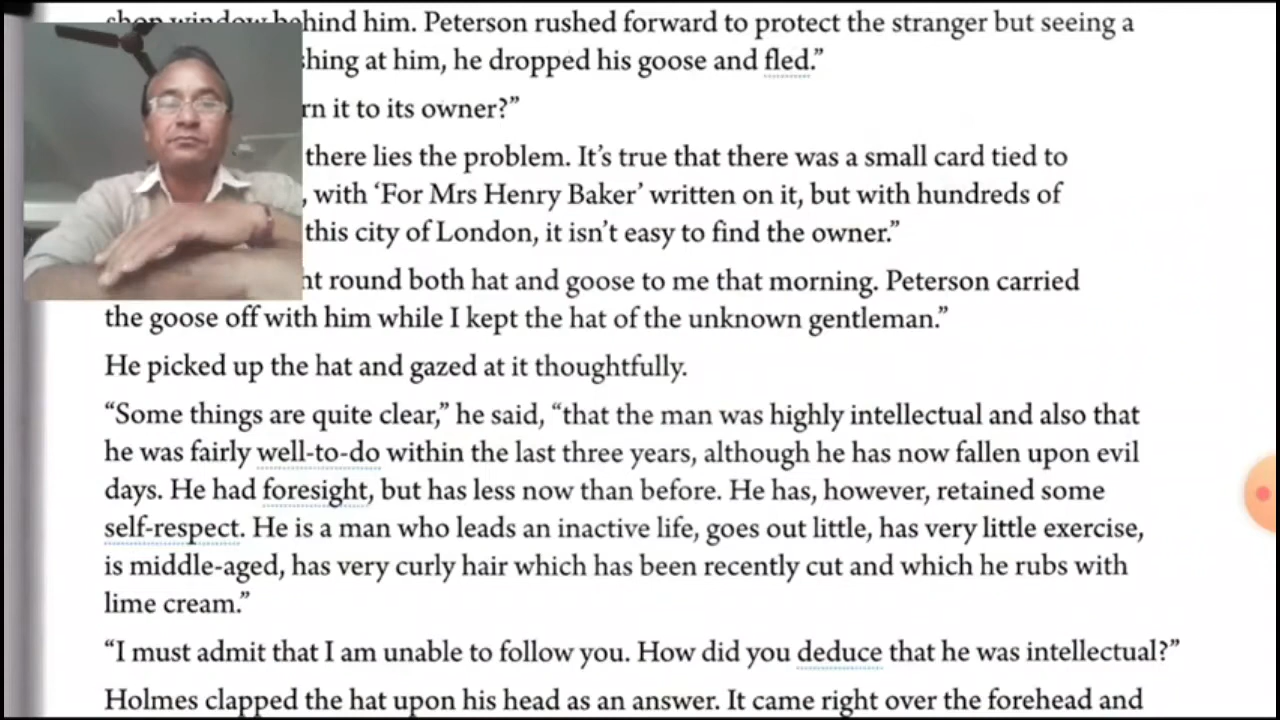 shop window behind him. Peterson rushed forward to protect the stranger but seeing a
hing at him, he dropped his goose and fled.”
rn it to its owner?”
there lies the problem. It’s true that there was a small card tied to
, with ‘For Mrs Henry Baker’ written on it, but with hundreds of
this city of London, it isn’t easy to find the owner.”
round both hat and goose to me that morning. Peterson carried
the goose off with him while I kept the hat of the unknown gentleman.”
He picked up the hat and gazed at it thoughtfully.
“Some things are quite clear,” he said, “that the man was highly intellectual and also that
he was fairly well-to-do within the last three years, although he has now fallen upon evil
days. He had foresight, but has less now than before. He has, however, retained some
self-respect. He is a man who leads an inactive life, goes out little, has very little exercise,
is middle-aged, has very curly hair which has been recently cut and which he rubs with
lime cream.”
“I must admit that I am unable to follow you. How did you deduce that he was intellectual?”
Holmes clapped the hat upon his head as an answer. It came right over the forehead and